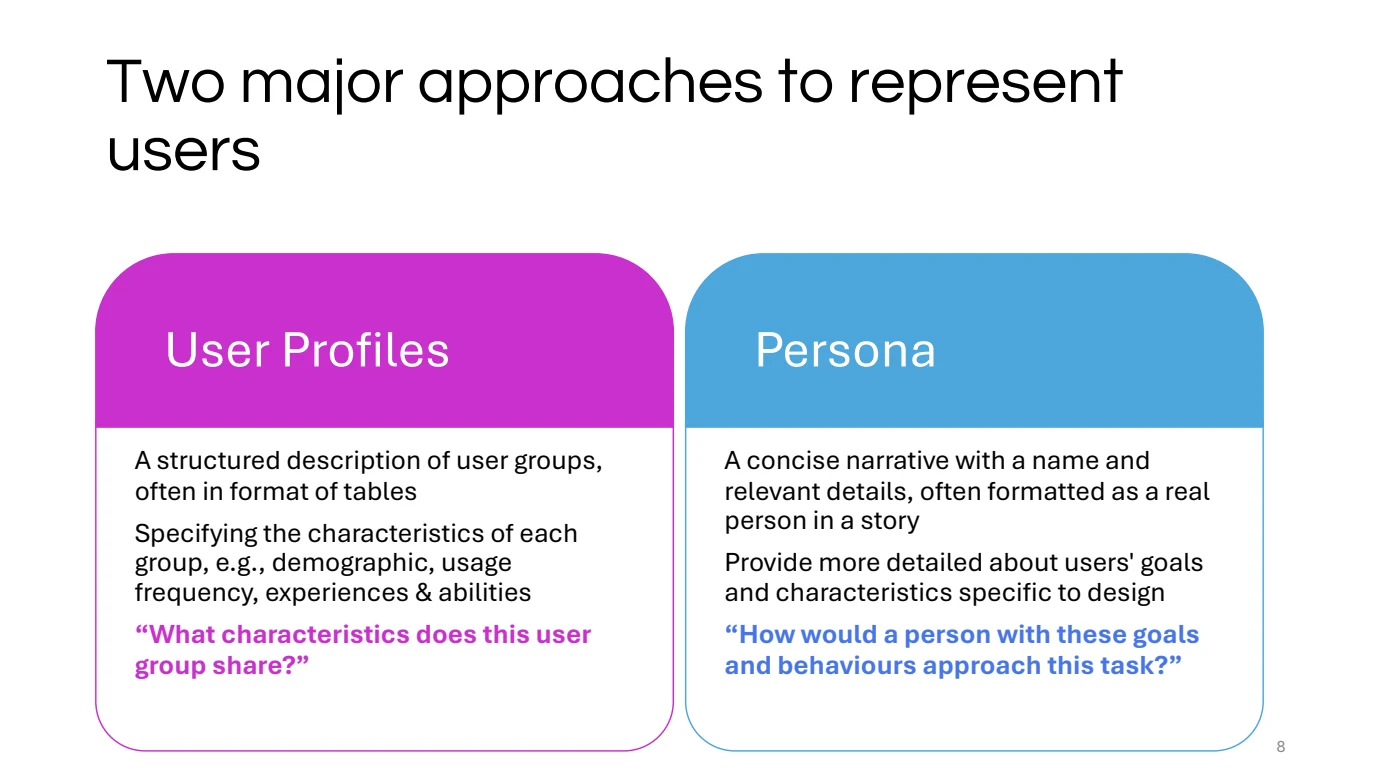 Two major approaches to represent
users
User Profiles
A structured description of user groups,
often in format of tables
Specifying the characteristics of each
group, e.g., demographic, usage
frequency, experiences & abilities
“What characteristics does this user
group share?”
Persona
A concise narrative with a name and
relevant details, often formatted as a real
person in a story
Provide more detailed about users' goals
and characteristics specific to design
“How would a person with these goals
and behaviours approach this task?”
8